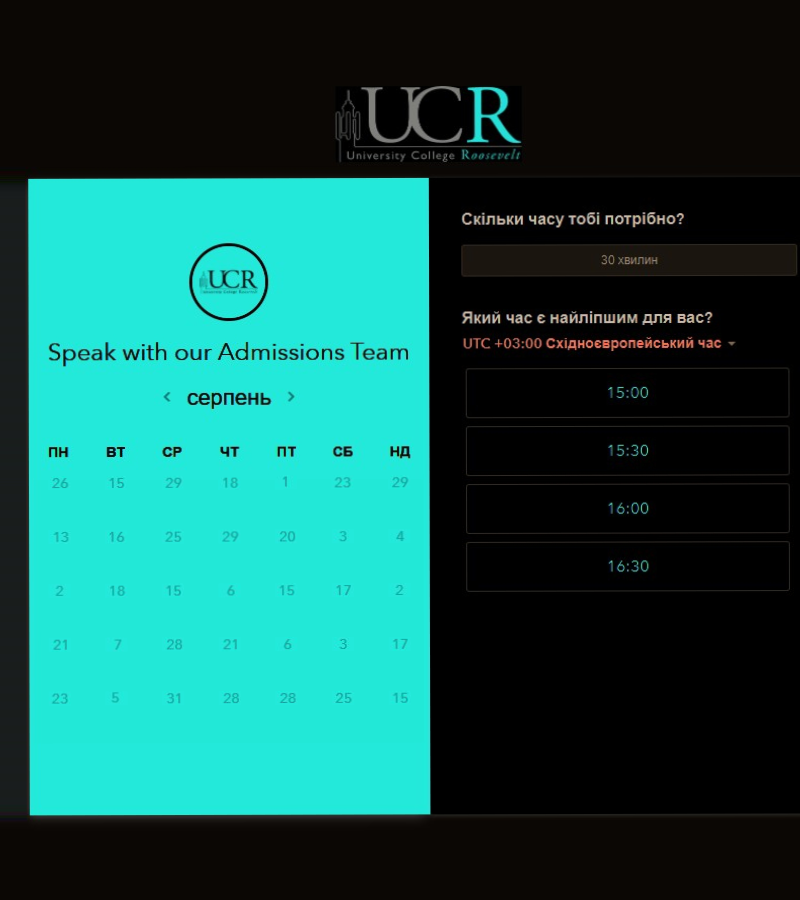 UCR
University College Roosevelt
UCR
Speak with our Admissions Team
серпень
ПН ВТ СР ЧТ ПТ СБ НД
26 15 29 18 1 23 29
13 16 25 29 20 3 4
2 18 15 6 15 17 2
21 7 28 21 6 3 17
23 5 31 28 28 25 15
Скільки часу тобі потрібно?
30 хвилин
Який час є найліпшим для вас?
UTC +03:00 Східноєвропейський час
15:00
15:30
16:00
16:30